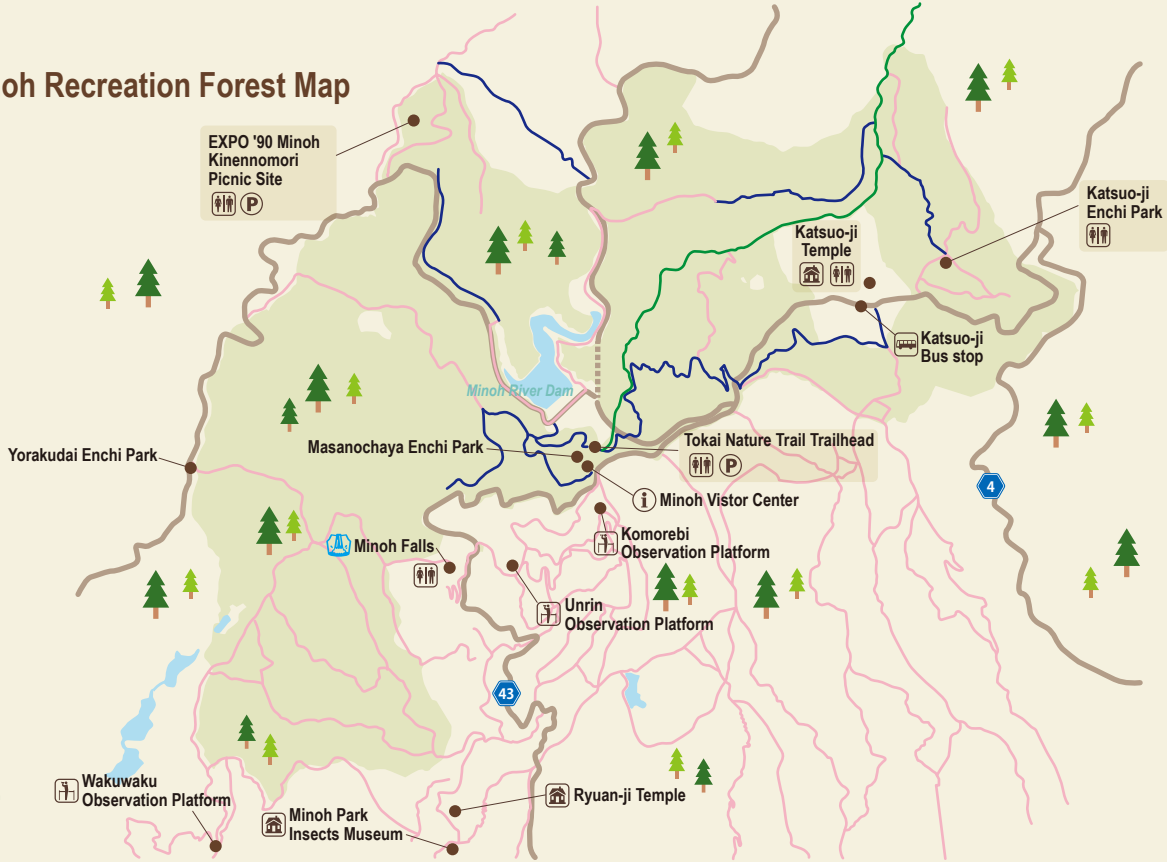 oh Recreation Forest Map
EXPO '90 Minoh
Kinennomori
Picnic Site
P
Katsuo-ji
Enchi Park
Katsuo-ji
Temple
Katsuo-ji
Bus stop
Minoh River Dam
Masanochaya Enchi Park
Tokai Nature Trail Trailhead
P
Yorakudai Enchi Park
i
Minoh Vistor Center
4
Minoh Falls
Komorebi
Observation Platform
Unrin
Observation Platform
43
Wakuwaku
Observation Platform
Ryuan-ji Temple
Minoh Park
Insects Museum